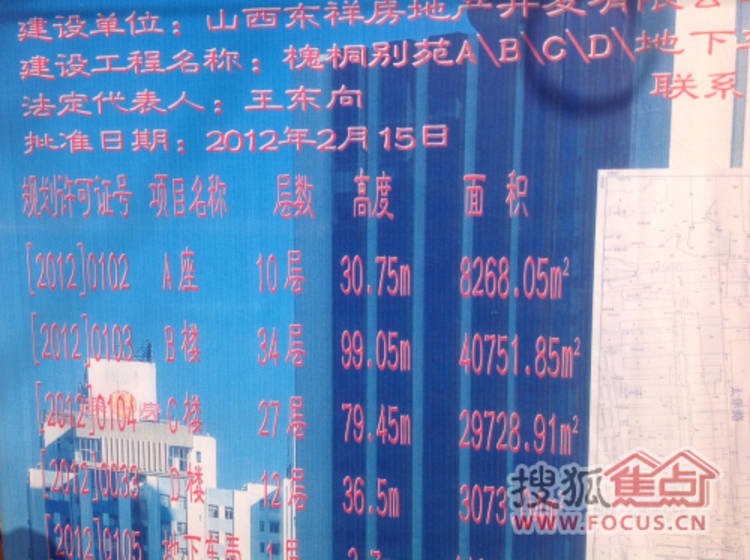 建设单位：山西东祥房地产开发有限公
建设工程名称：槐桐别苑A\B\C\D\地下
法定代表人：王东向 联系
批准日期：2012年2月15日
规划许可证号 项目名称 层数 高度 面积
[2012]0102 A座 10层 30.75m 8268.05m²
[2012]0103 B楼 34层 99.05m 40751.85m²
[2012]0104 C楼 27层 79.45m 29728.91m²
[2012]0033 D楼 12层 36.5m 3073
[2012]0105 地下车 1层
搜狐焦点
WWW.FOCUS.CN